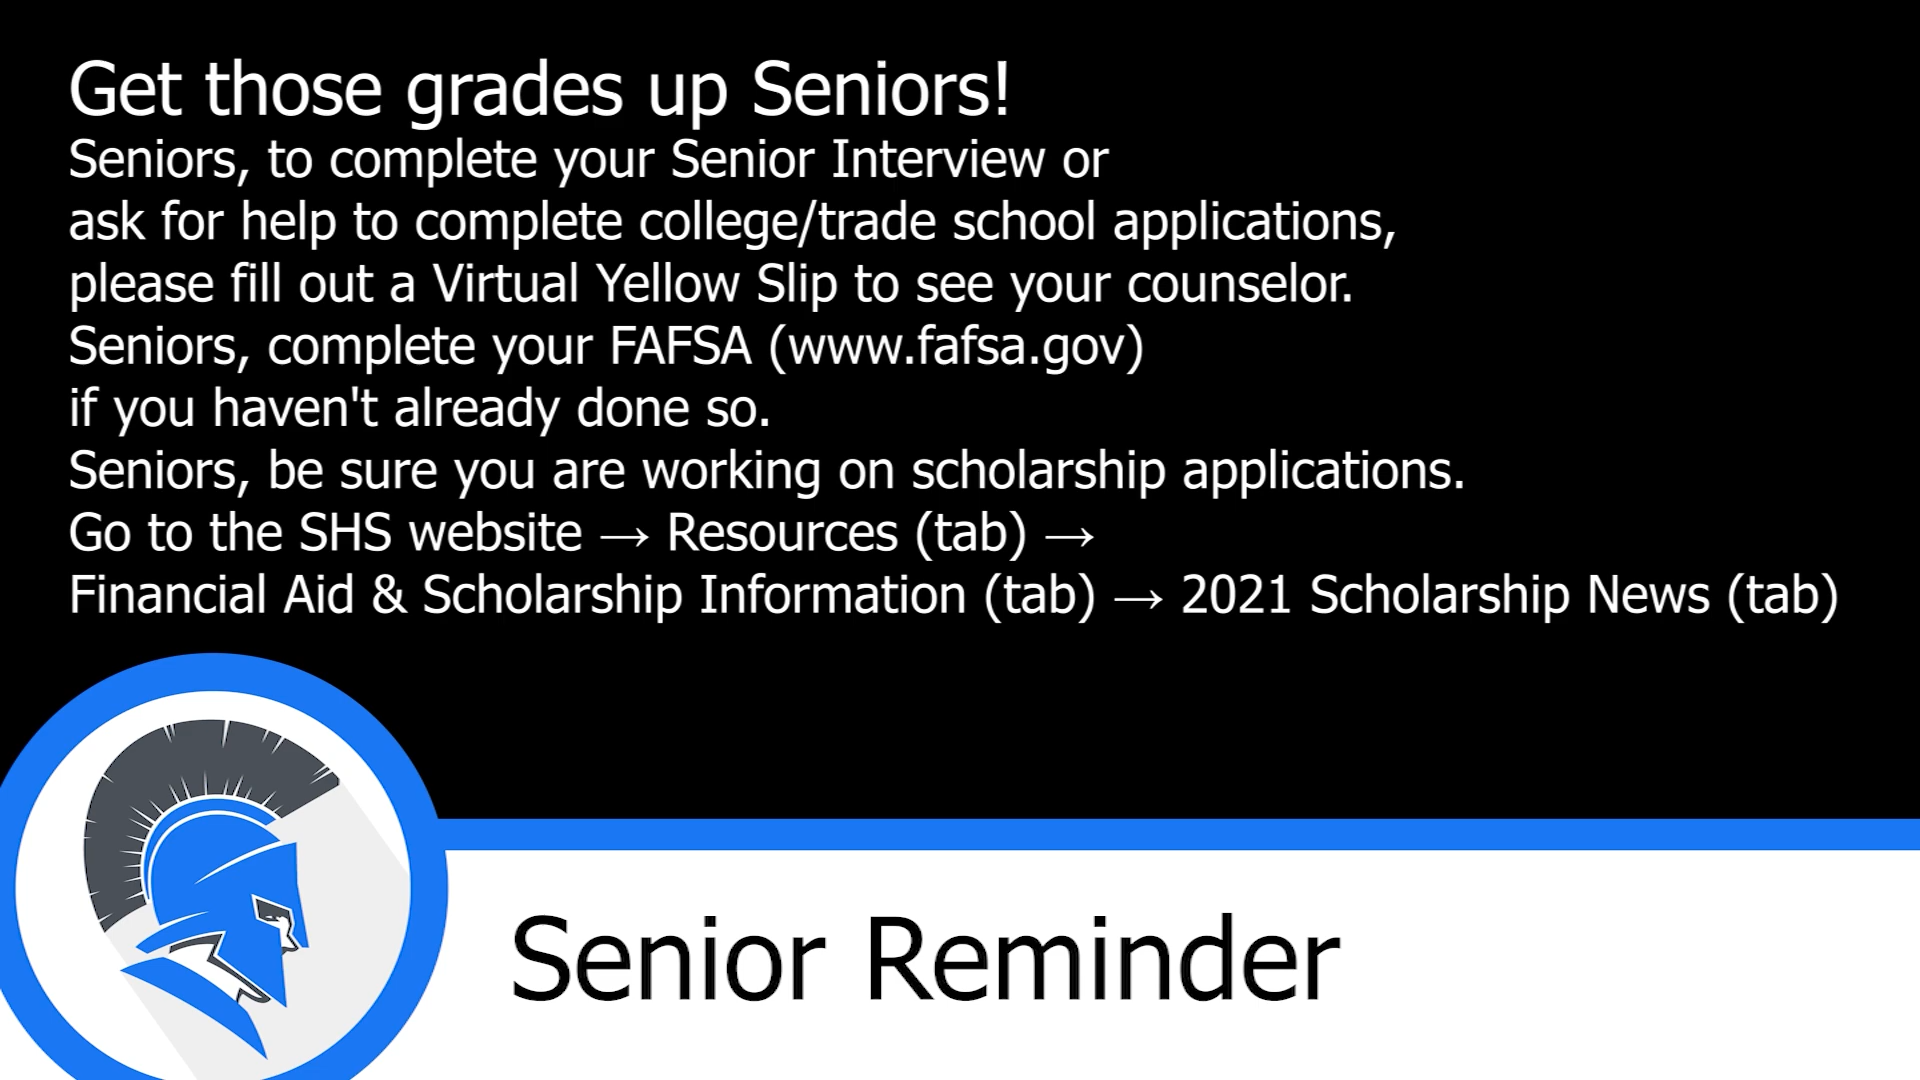 Get those grades up Seniors!
Seniors, to complete your Senior Interview or
ask for help to complete college/trade school applications,
please fill out a Virtual Yellow Slip to see your counselor.
Seniors, complete your FAFSA (www.fafsa.gov)
if you haven't already done so.
Seniors, be sure you are working on scholarship applications.
Go to the SHS website → Resources (tab) →
Financial Aid & Scholarship Information (tab) → 2021 Scholarship News (tab)
Senior Reminder